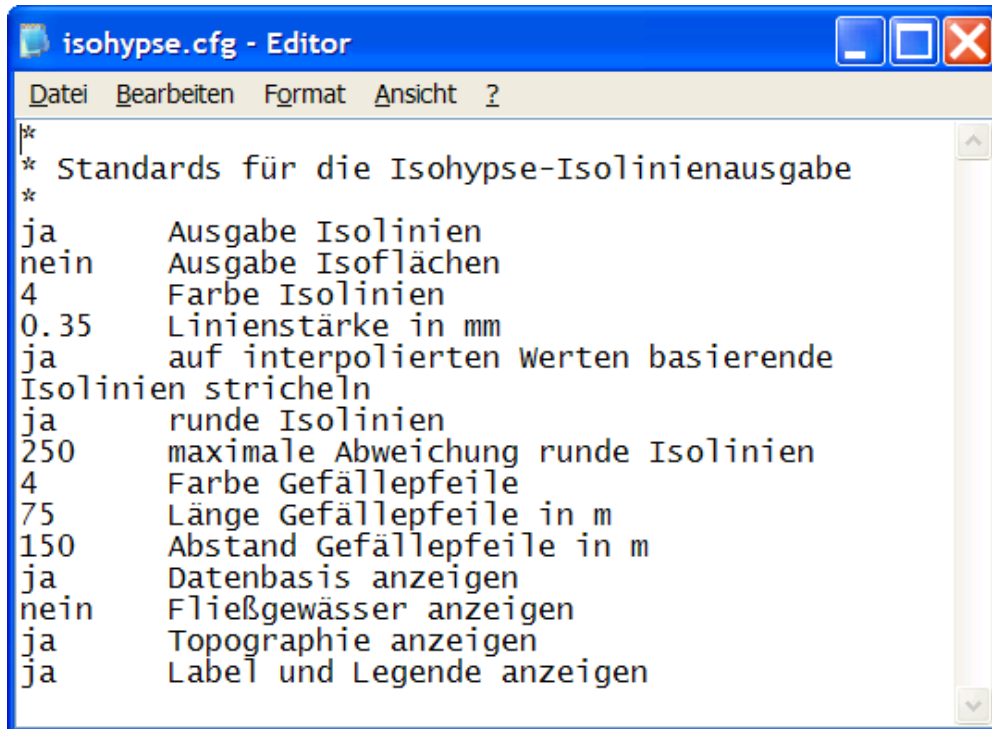 isohypse.cfg - Editor
Datei Bearbeiten Format Ansicht ?
*
* Standards für die Isohypse-Isolinienausgabe
*
ja Ausgabe Isolinien
nein Ausgabe Isoflächen
4 Farbe Isolinien
0.35 Linienstärke in mm
ja auf interpolierten Werten basierende
Isolinien stricheln
ja runde Isolinien
250 maximale Abweichung runde Isolinien
4 Farbe Gefällepfeile
75 Länge Gefällepfeile in m
150 Abstand Gefällepfeile in m
ja Datenbasis anzeigen
nein Fließgewässer anzeigen
ja Topographie anzeigen
ja Label und Legende anzeigen